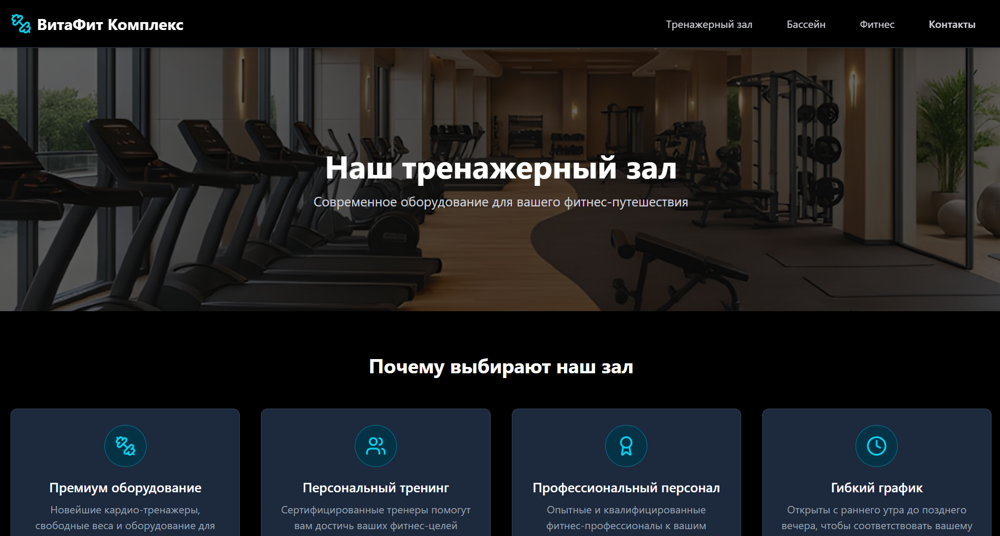 ВитаФит Комплекс
Тренажерный зал
Бассейн
Фитнес
Контакты
Наш тренажерный зал
Современное оборудование для вашего фитнес-путешествия
Почему выбирают наш зал
Премиум оборудование
Новейшие кардио-тренажеры,
свободные веса и оборудование для
Персональный тренинг
Сертифицированные тренеры помогут
вам достичь ваших фитнес-целей
Профессиональный персонал
Опытные и квалифицированные
фитнес-профессионалы к вашим
Гибкий график
Открыты с раннего утра до позднего
вечера, чтобы соответствовать вашему